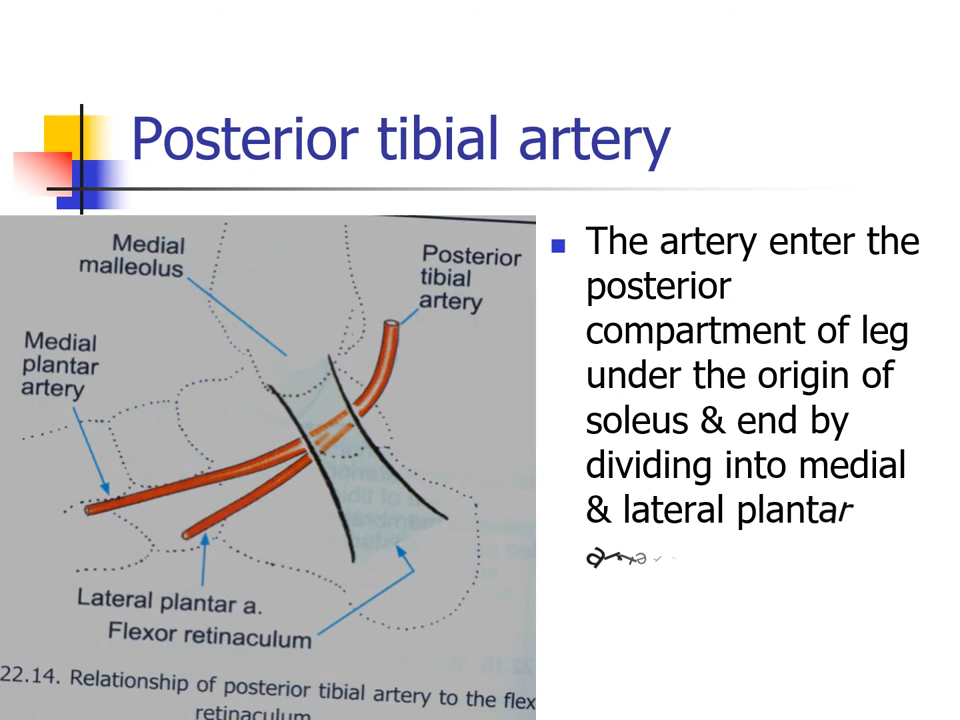 Posterior tibial artery
Medial
malleolus
Posterior
tibial
artery
Medial
plantar
artery
Lateral plantar a.
Flexor retinaculum
22.14. Relationship of posterior tibial artery to the flex
retinaculum
The artery enter the
posterior
compartment of leg
under the origin of
soleus & end by
dividing into medial
& lateral plantar